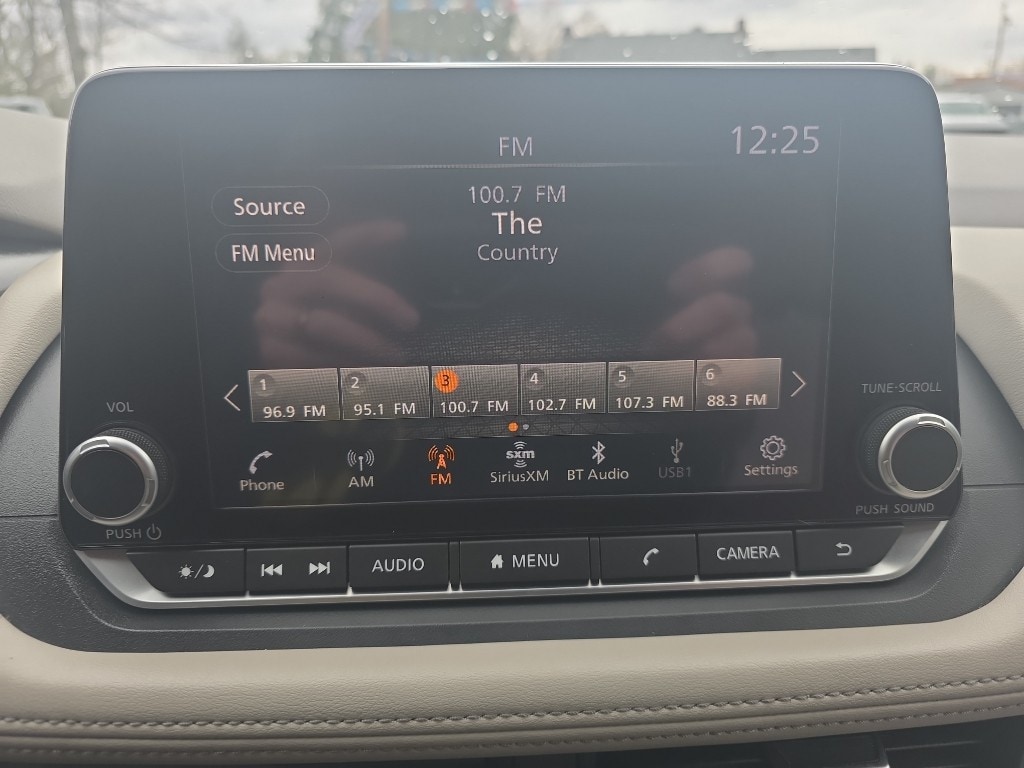 FM
12:25
Source
100.7 FM
The
FM Menu
Country
1 2 3 4 5 6
96.9 FM 95.1 FM 100.7 FM 102.7 FM 107.3 FM 88.3 FM
VOL
TUNE·SCROLL
sxm
Phone AM FM SiriusXM BT Audio USB1 Settings
PUSH
PUSH SOUND
AUDIO MENU CAMERA